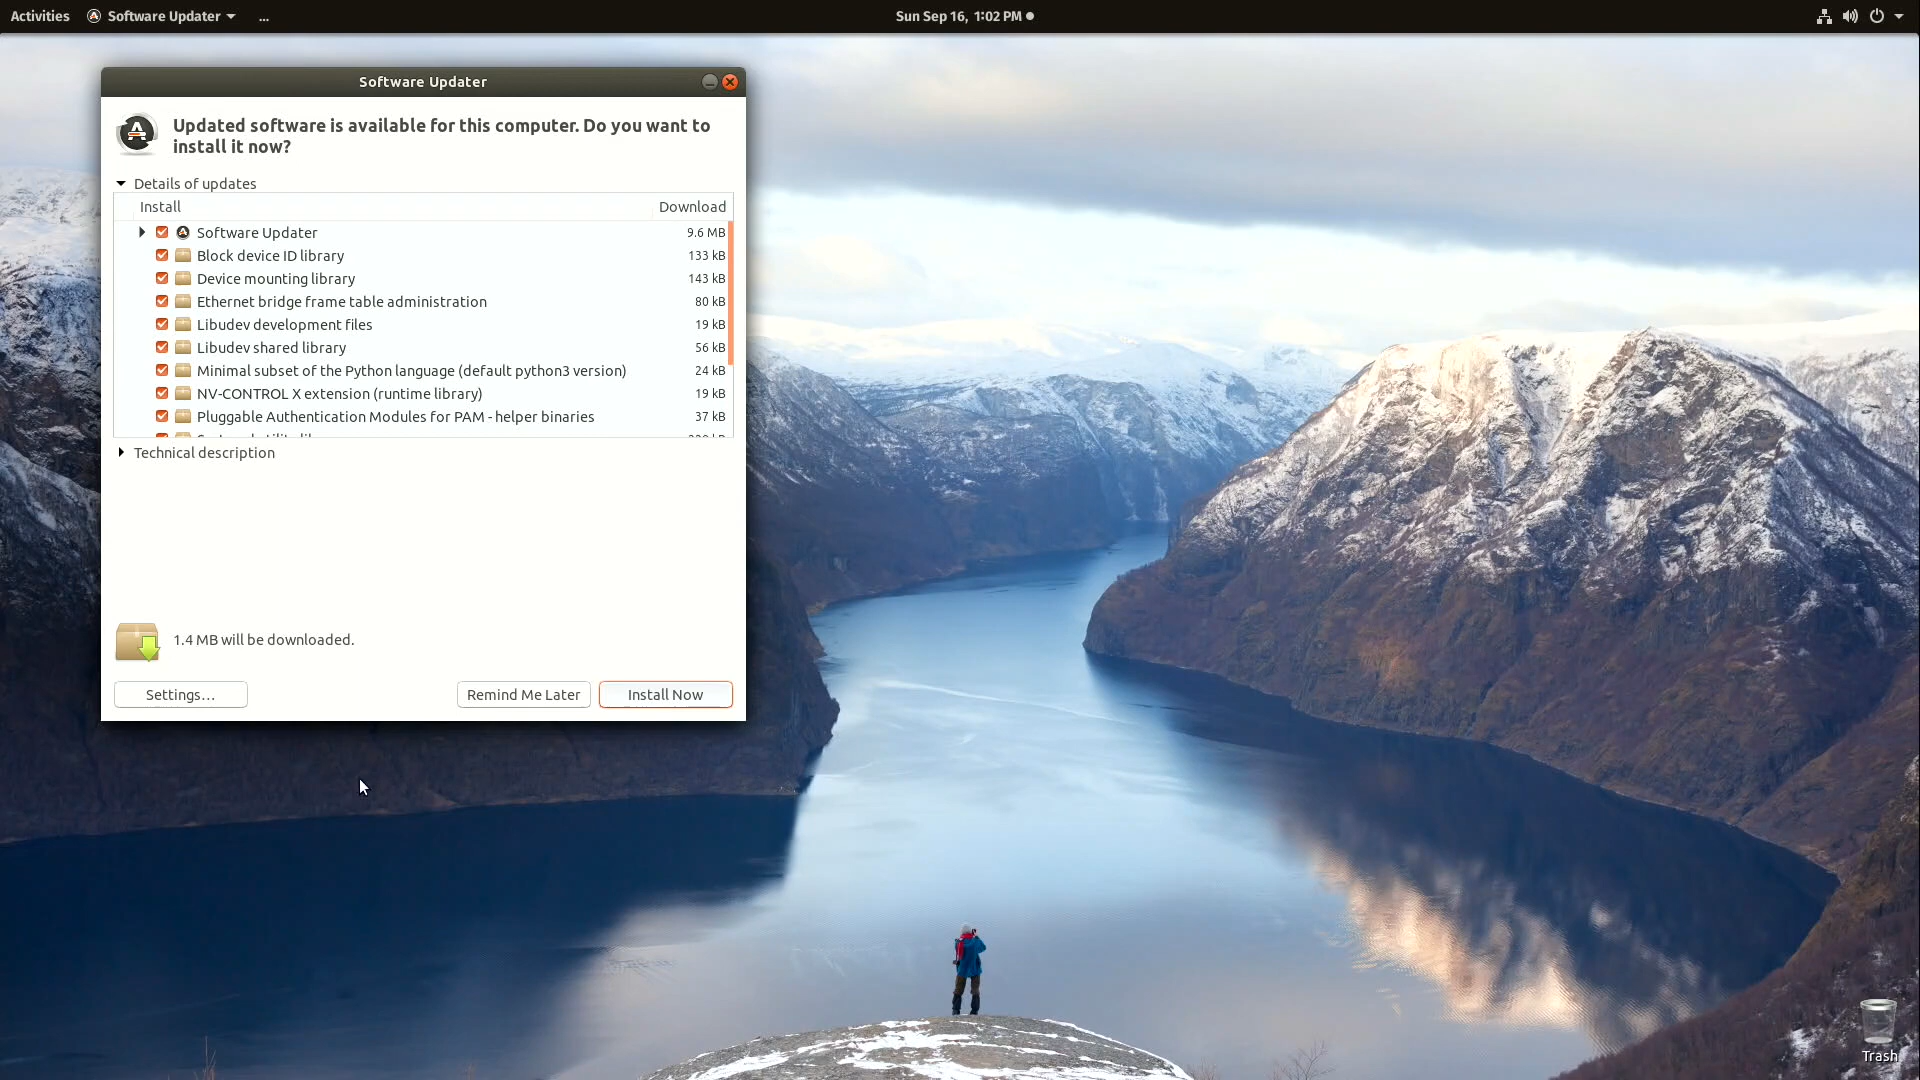 Activities
Software Updater
...
Sun Sep 16, 1:02 PM
Software Updater
Updated software is available for this computer. Do you want to
install it now?
Details of updates
Install Download
Software Updater 9.6 MB
Block device ID library 133 kB
Device mounting library 143 kB
Ethernet bridge frame table administration 80 kB
Libudev development files 19 kB
Libudev shared library 56 kB
Minimal subset of the Python language (default python3 version) 24 kB
NV-CONTROL X extension (runtime library) 19 kB
Pluggable Authentication Modules for PAM - helper binaries 37 kB
Technical description
1.4 MB will be downloaded.
Settings...
Remind Me Later
Install Now
Trash